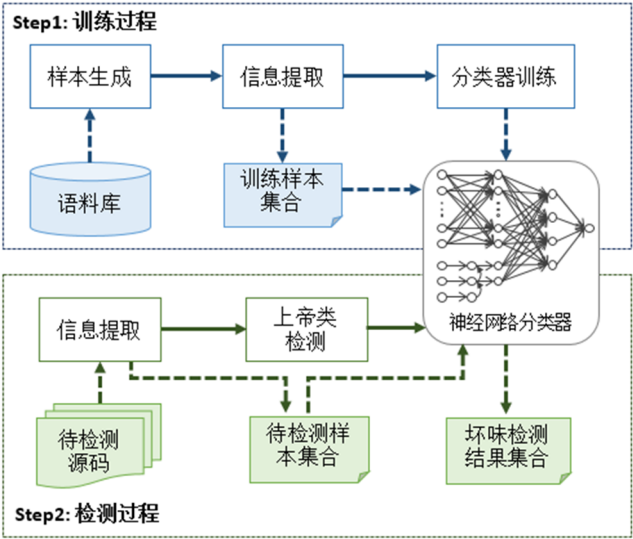 Step1: 训练过程
样本生成
信息提取
分类器训练
语料库
训练样本
集合
神经网络分类器
信息提取
上帝类
检测
待检测
源码
待检测样
本集合
坏味检测
结果集合
Step2: 检测过程